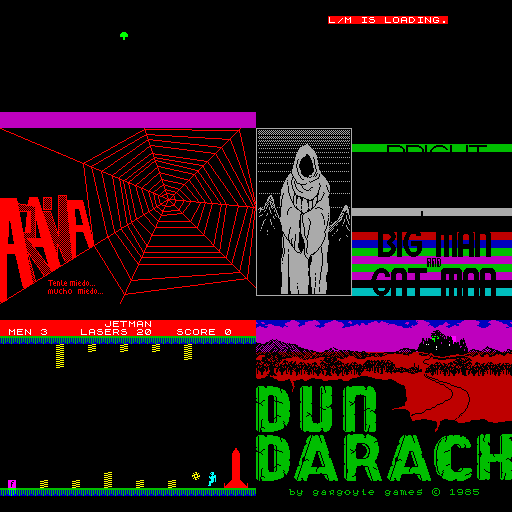 L/M IS LOADING.
ARAÑA
Tenle miedo...
mucho miedo...
BIG MAN
AND
CAT MAN
JETMAN
MEN 3 LASERS 20 SCORE 0
DUN
DARACH
by gargoyle games © 1985